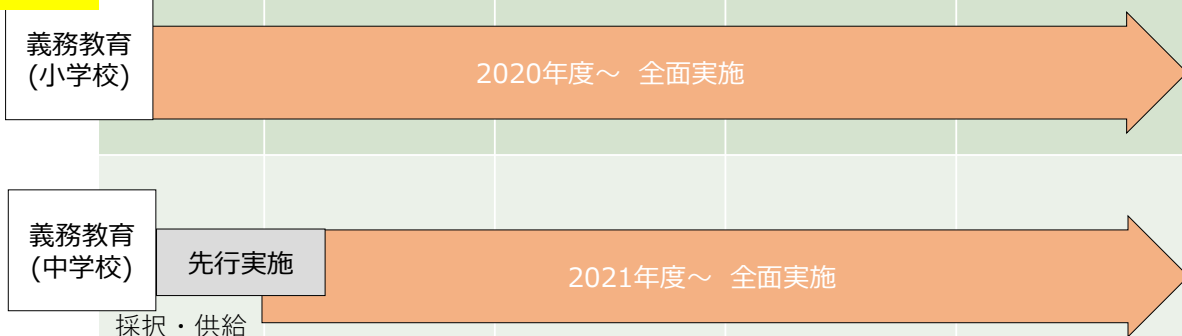 義務教育
(小学校)
2020年度～ 全面実施
義務教育
(中学校)
先行実施
2021年度～ 全面実施
採択・供給